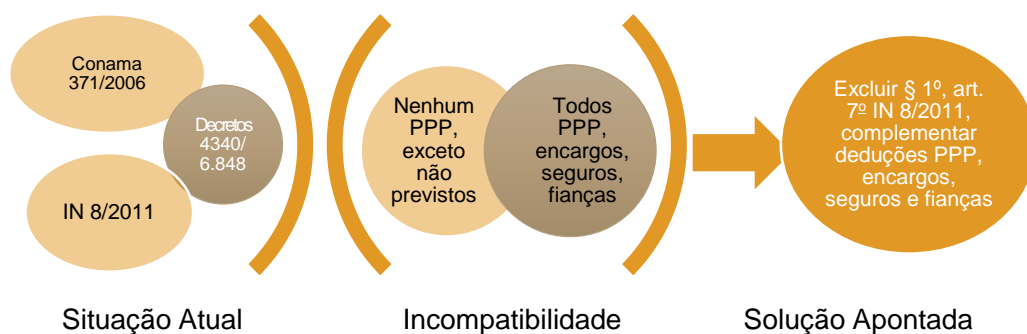 Conama
371/2006
Decretos
4340/
6.848
IN 8/2011
Nenhum
PPP,
exceto
não
previstos
Todos
PPP,
encargos,
seguros,
fianças
Excluir § 1º, art.
7º IN 8/2011,
complementar
deduções PPP,
encargos,
seguros e fianças
Situação Atual
Incompatibilidade
Solução Apontada